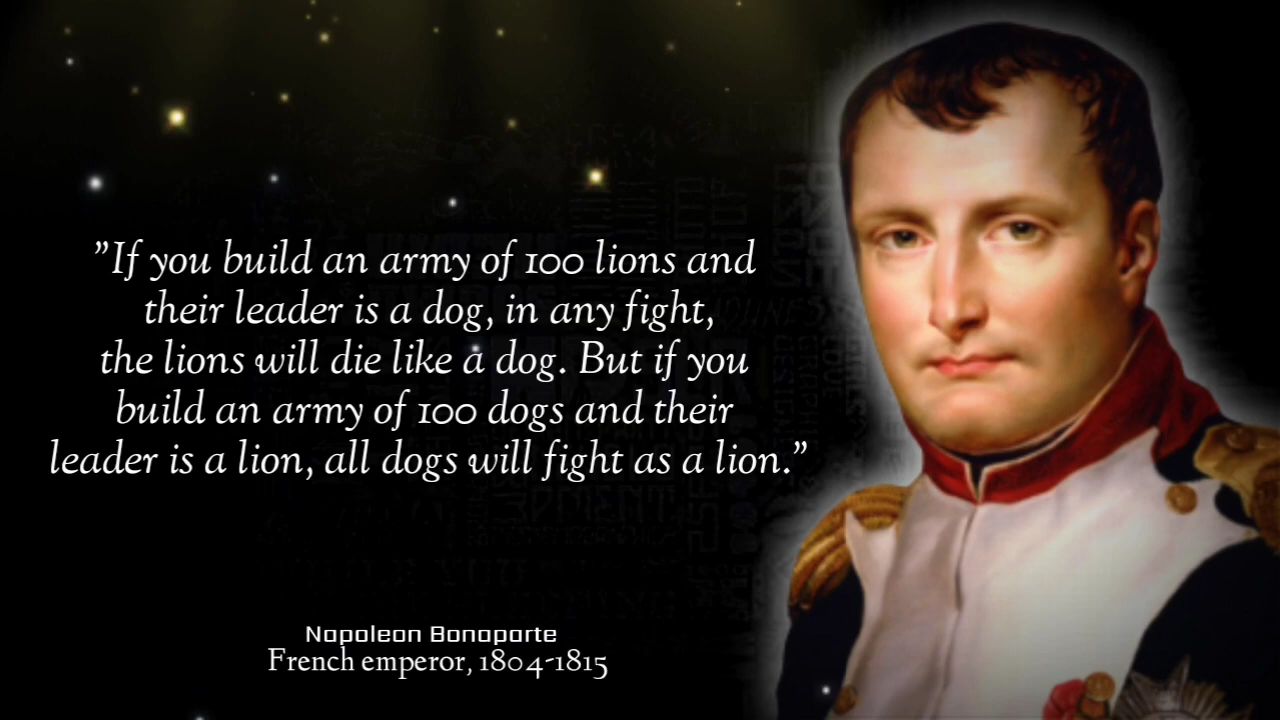 ”If you build an army of 100 lions and
their leader is a dog, in any fight,
the lions will die like a dog. But if you
build an army of 100 dogs and their
leader is a lion, all dogs will fight as a lion.”
Napoleon Bonaparte
French emperor, 1804-1815